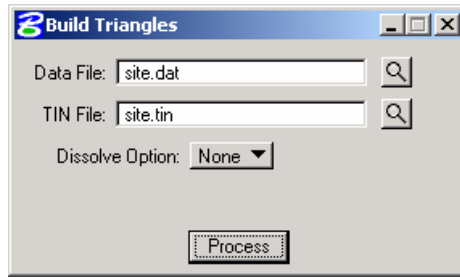 Build Triangles
Data File: site.dat
TIN File: site.tin
Dissolve Option: None
Process